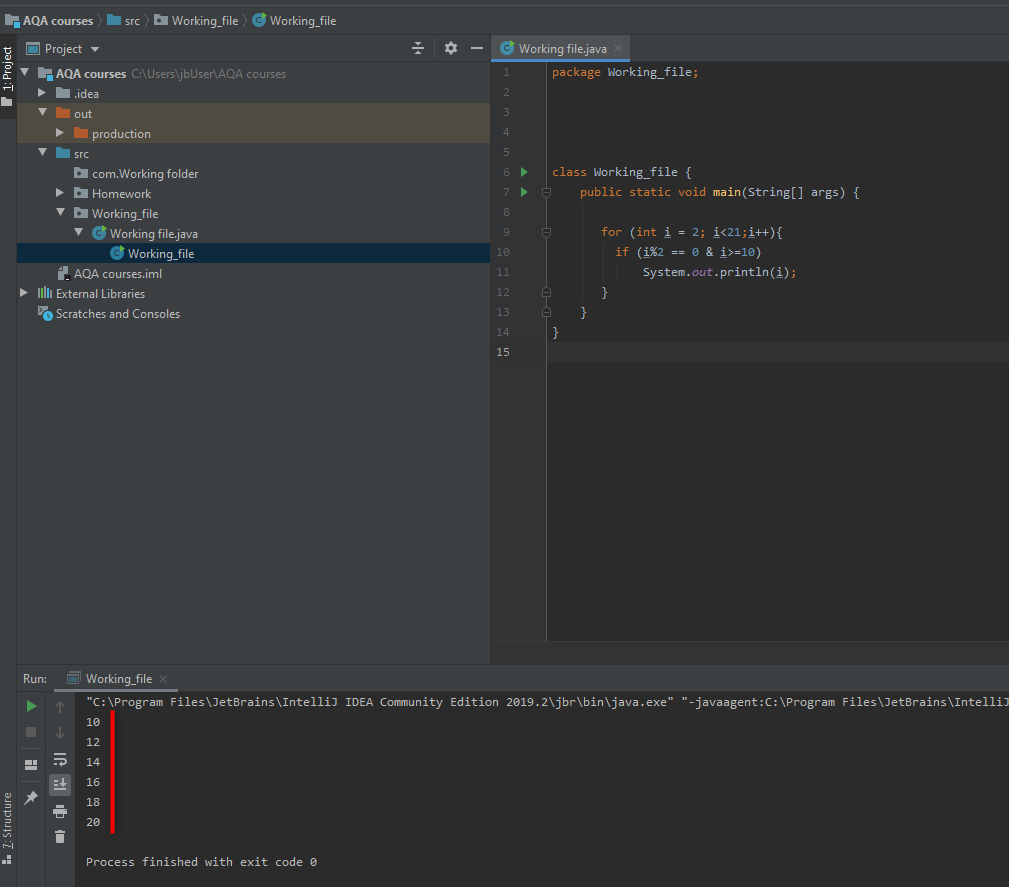 AQA courses src Working_file Working_file
1: Project
Project
AQA courses C:\Users\jbUser\AQA courses
.idea
out
production
src
com.Working folder
Homework
Working_file
Working file.java
Working_file
AQA courses.iml
External Libraries
Scratches and Consoles
Working file.java
1 package Working_file;
2
3
4
5
6 class Working_file {
7 public static void main(String[] args) {
8
9 for (int i = 2; i<21;i++){
10 if (i%2 == 0 & i>=10)
11 System.out.println(i);
12 }
13 }
14 }
15
Run: Working_file
"C:\Program Files\JetBrains\IntelliJ IDEA Community Edition 2019.2\jbr\bin\java.exe" "-javaagent:C:\Program Files\JetBrains\IntelliJ
10
12
14
16
18
20
Process finished with exit code 0
7: Structure